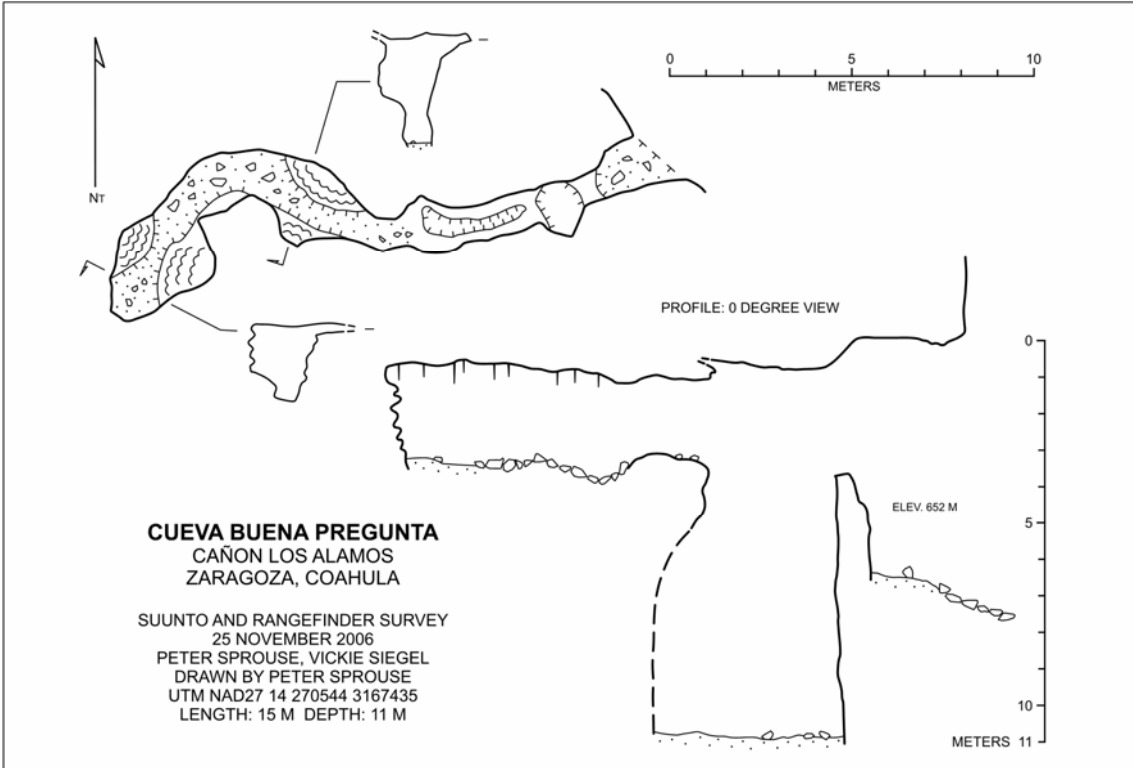 NT
0 5 10
METERS
PROFILE: 0 DEGREE VIEW
0
ELEV. 652 M
5
10
METERS 11
CUEVA BUENA PREGUNTA
CAÑON LOS ALAMOS
ZARAGOZA, COAHULA
SUUNTO AND RANGEFINDER SURVEY
25 NOVEMBER 2006
PETER SPROUSE, VICKIE SIEGEL
DRAWN BY PETER SPROUSE
UTM NAD27 14 270544 3167435
LENGTH: 15 M DEPTH: 11 M